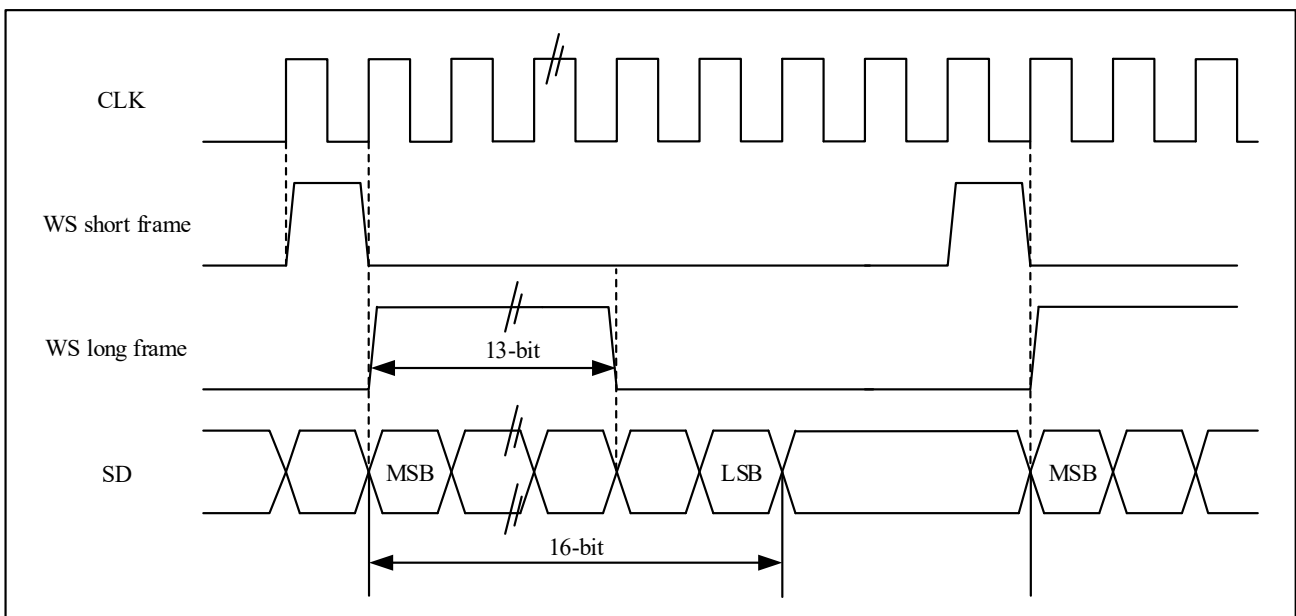 CLK
WS short frame
WS long frame
13-bit
SD
MSB
LSB
MSB
16-bit